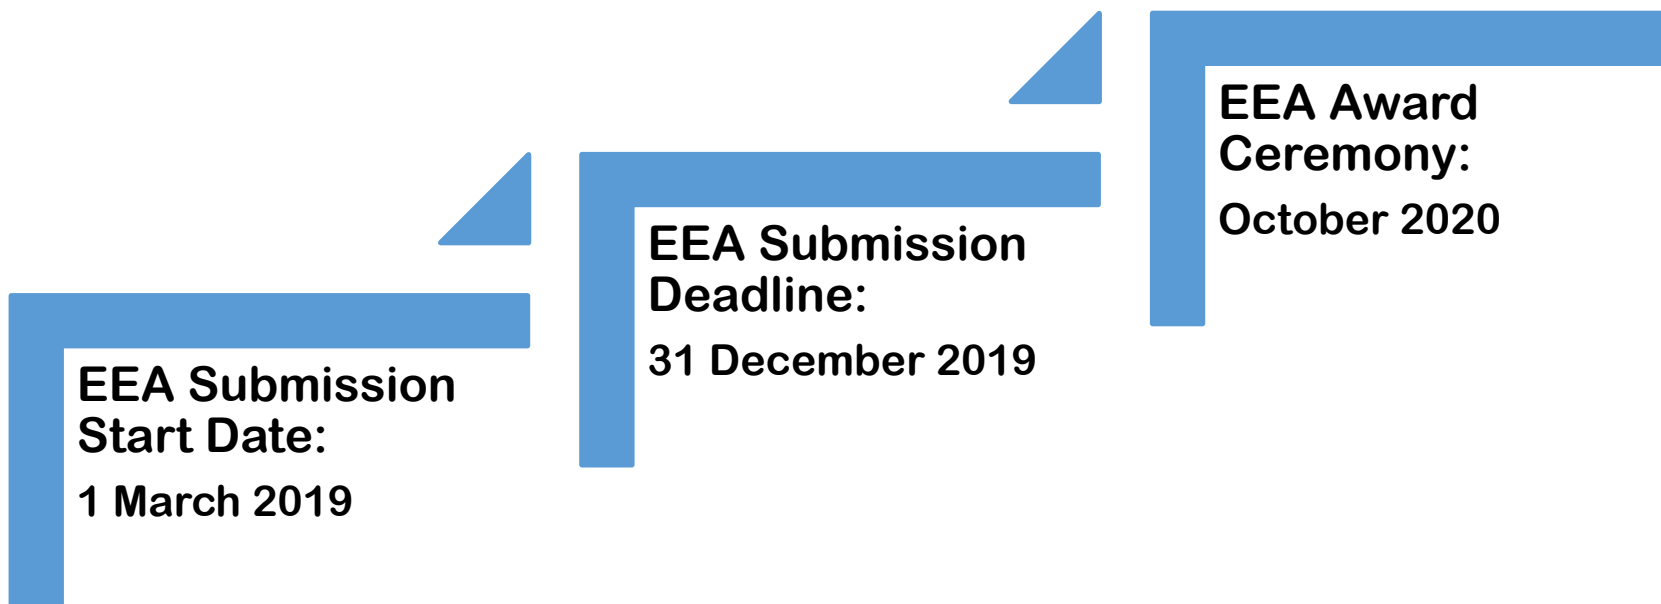 EEA Submission
Start Date:
1 March 2019
EEA Submission
Deadline:
31 December 2019
EEA Award
Ceremony:
October 2020